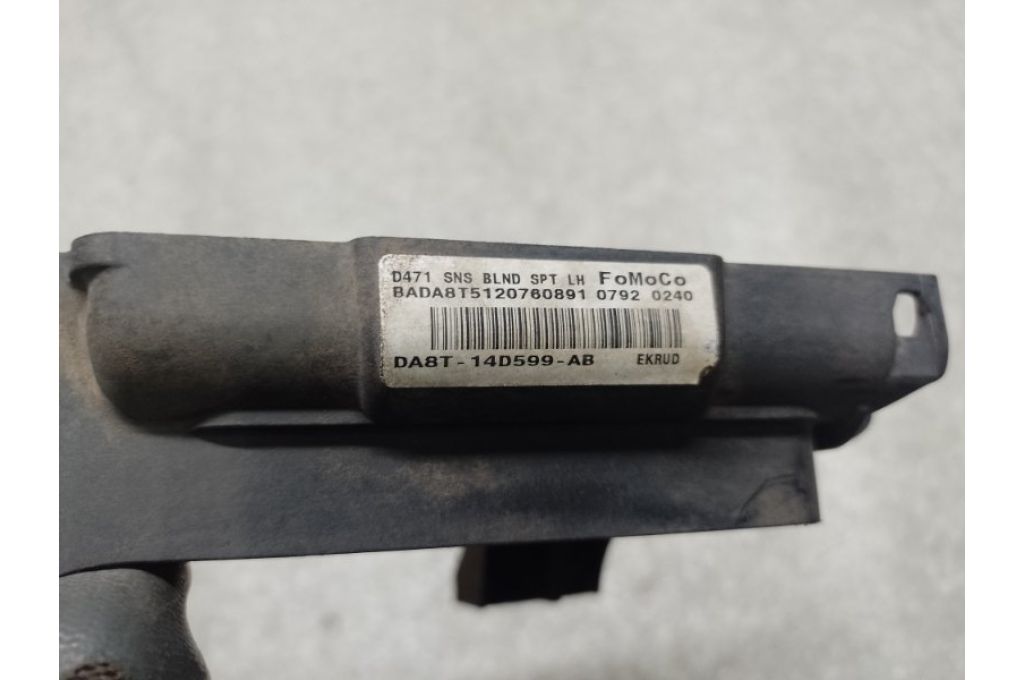 D471 SNS BLND SPT LH FoMoCo
BADA8T5120760891 0792 0240
DA8T-14D599-AB EKRUD